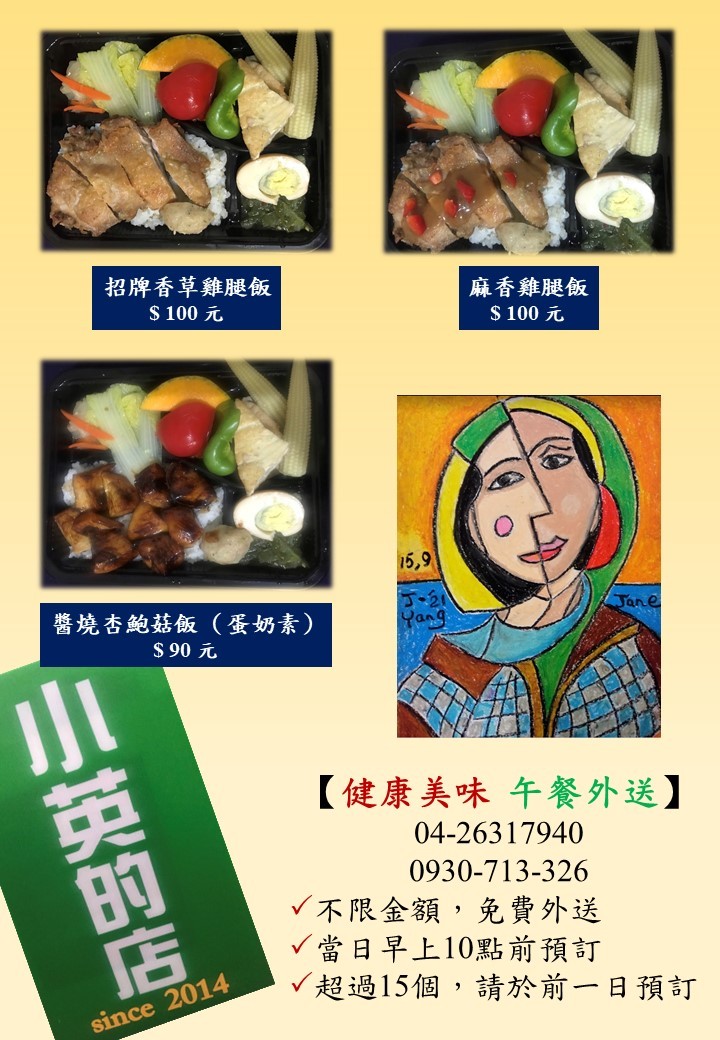 招牌香草雞腿飯
$ 100 元
麻香雞腿飯
$ 100 元
醬燒杏鮑菇飯（蛋奶素）
$ 90 元
15,9
J-'21
Yang
Jane
小英的店
since 2014
【健康美味 午餐外送】
04-26317940
0930-713-326
✓不限金額，免費外送
✓當日早上10點前預訂
✓超過15個，請於前一日預訂